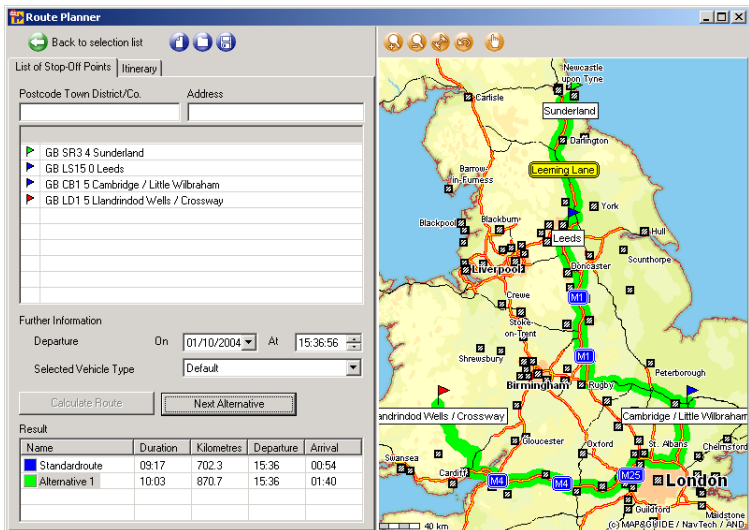 Route Planner
Back to selection list
List of Stop-Off Points
Itinerary
Postcode Town District/Co.
Address
GB SR3 4 Sunderland
GB LS15 0 Leeds
GB CB1 5 Cambridge / Little Wilbraham
GB LD1 5 Llandrindod Wells / Crossway
Further Information
Departure
On
01/10/2004
At
15:36:56
Selected Vehicle Type
Default
Calculate Route
Next Alternative
Result
Name Duration Kilometres Departure Arrival
Standardroute 09:17 702.3 15:36 00:54
Alternative 1 10:03 870.7 15:36 01:40
Newcastle
upon Tyne
Carlisle
Sunderland
Darlington
Barrow-
in-Furness
Leeming Lane
York
Blackpool
Blackburn
Leeds
Hull
Liverpool
Doncaster
Scunthorpe
Crewe
M1
Stoke-
on-Trent
Shrewsbury
M1
Peterborough
Birmingham
Rugby
andrindod Wells / Crossway
Cambridge / Little Wilbraham
Gloucester
Oxford
St. Albans
Chelmsford
Swansea
Cardiff
M4
M4
M25
London
Guildford
Maidstone
40 km
(c) MAP&GUIDE / NavTech / AND